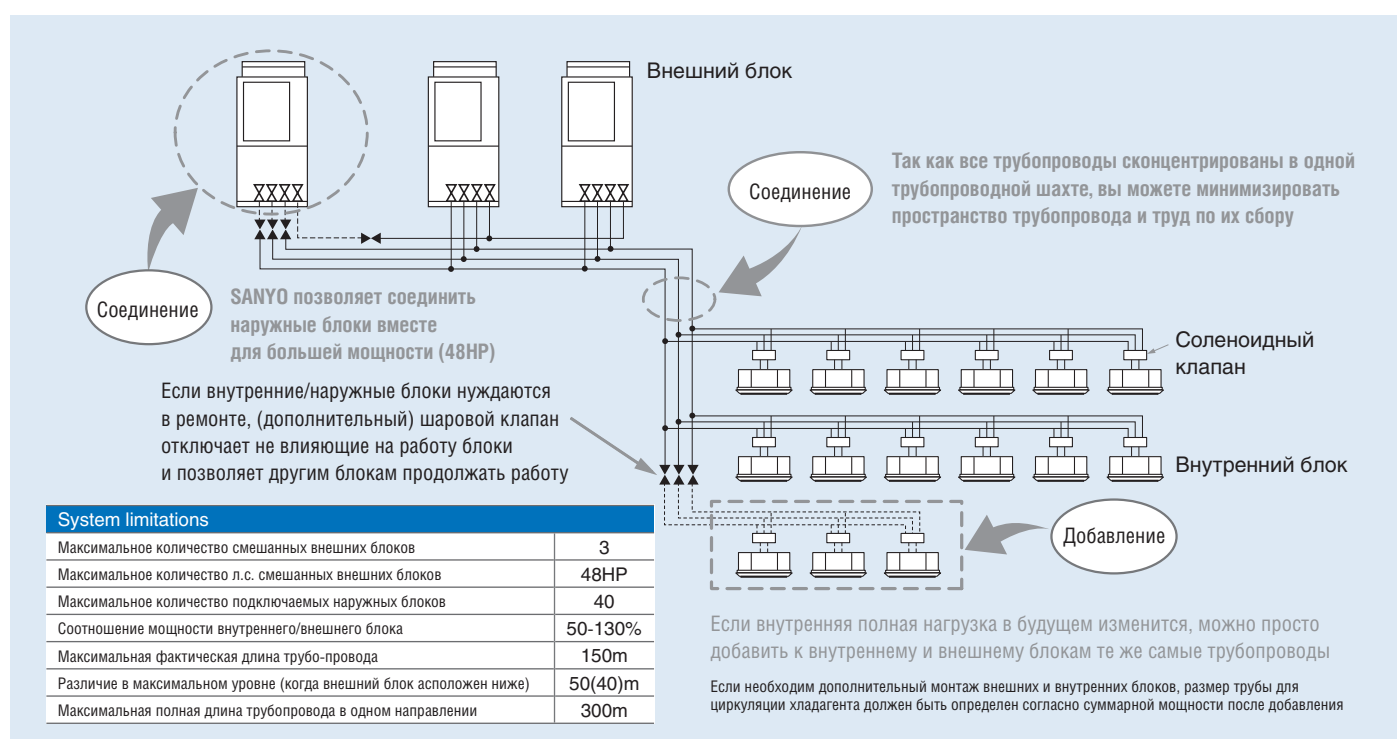 Внешний блок
Соединение
Так как все трубопроводы сконцентрированы в одной
трубопроводной шахте, вы можете минимизировать
пространство трубопровода и труд по их сбору
Соединение
SANYO позволяет соединить
наружные блоки вместе
для большей мощности (48HP)
Соленоидный
клапан
Если внутренние/наружные блоки нуждаются
в ремонте, (дополнительный) шаровой клапан
отключает не влияющие на работу блоки
и позволяет другим блокам продолжать работу
Внутренний блок
Добавление
System limitations
Максимальное количество смешанных внешних блоков 3
Максимальное количество л.с. смешанных внешних блоков 48HP
Максимальное количество подключаемых наружных блоков 40
Соотношение мощности внутреннего/внешнего блока 50-130%
Максимальная фактическая длина трубо-провода 150m
Различие в максимальном уровне (когда внешний блок асположен ниже) 50(40)m
Максимальная полная длина трубопровода в одном направлении 300m
Если внутренняя полная нагрузка в будущем изменится, можно просто
добавить к внутреннему и внешнему блокам те же самые трубопроводы
Если необходим дополнительный монтаж внешних и внутренних блоков, размер трубы для
циркуляции хладагента должен быть определен согласно суммарной мощности после добавления